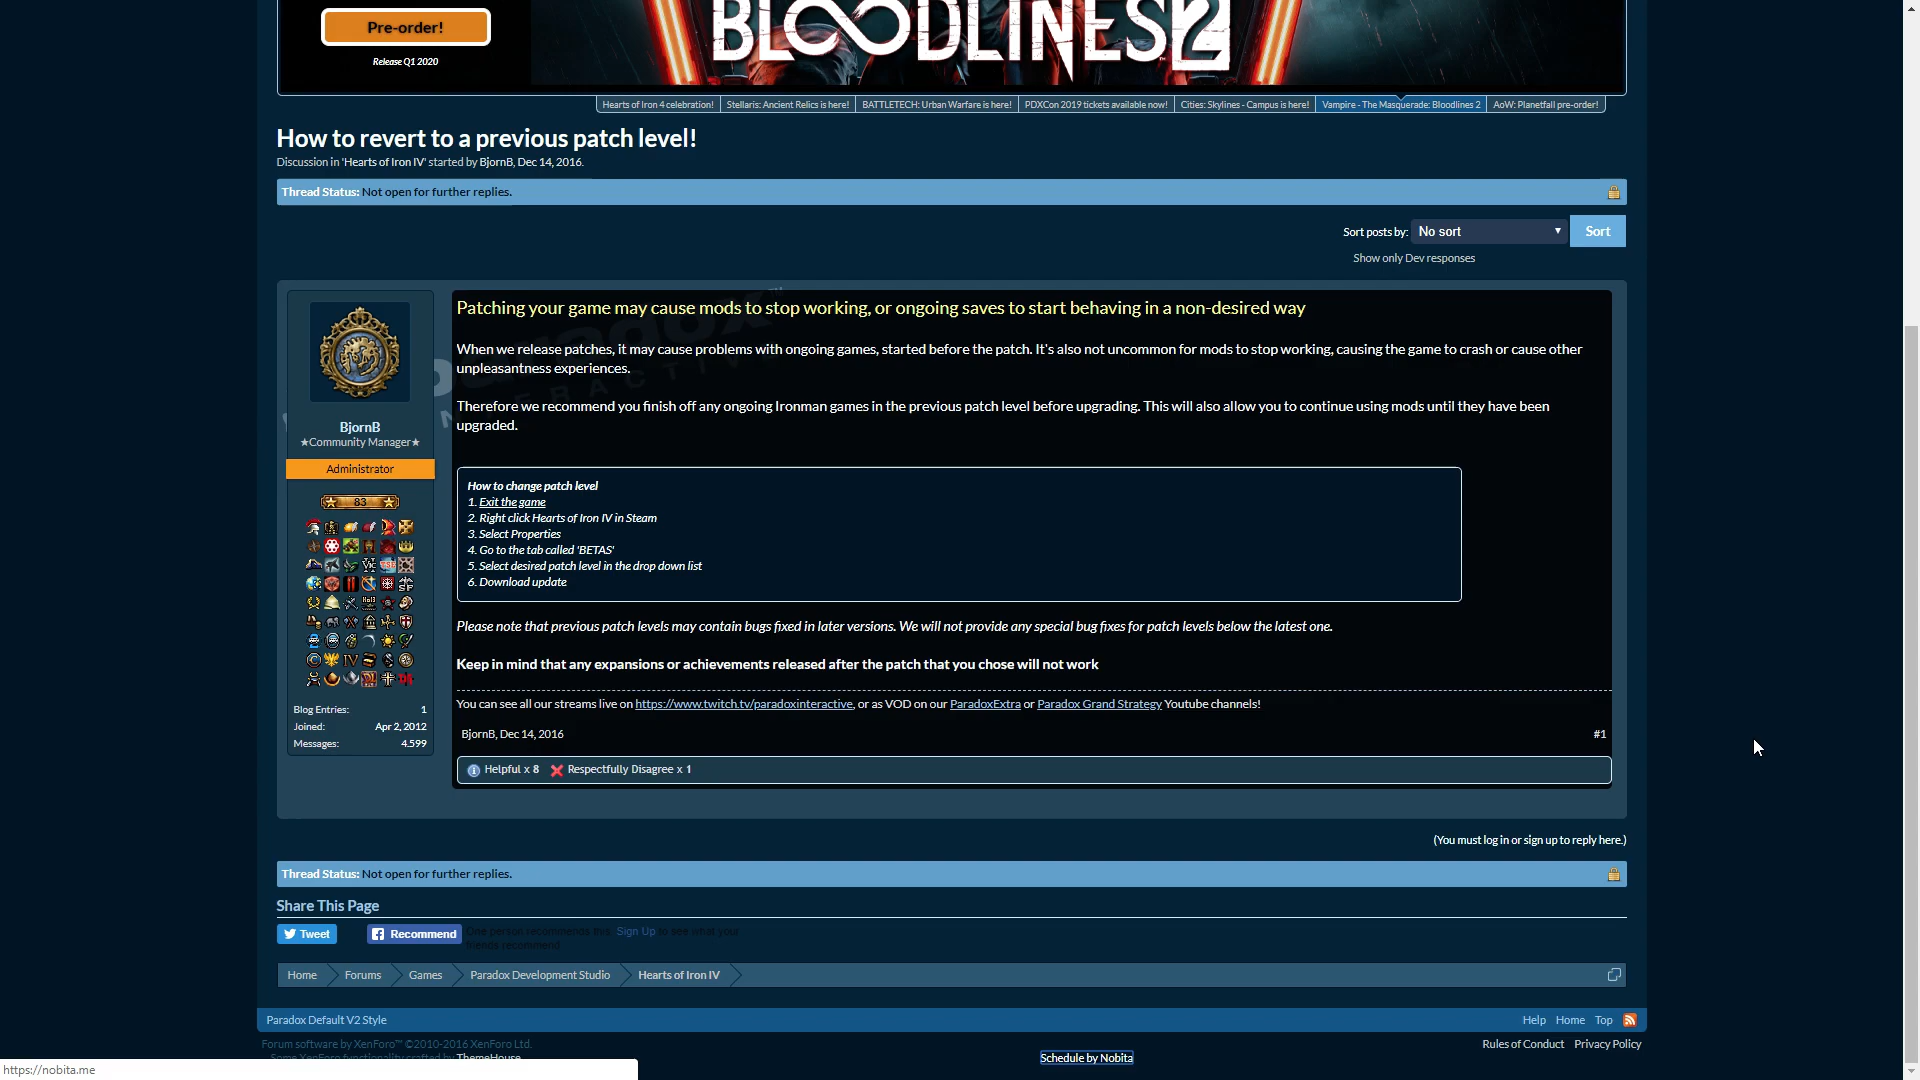 Pre-order!
Release Q1 2020
BLOODLINES 2
Hearts of Iron 4 celebration!
Stellaris: Ancient Relics is here!
BATTLETECH: Urban Warfare is here!
PDXCon 2019 tickets available now!
Cities: Skylines - Campus is here!
Vampire - The Masquerade: Bloodlines 2
AoW: Planetfall pre-order!
How to revert to a previous patch level!
Discussion in 'Hearts of Iron IV' started by BjornB, Dec 14, 2016.
Thread Status: Not open for further replies.
Sort posts by: No sort Sort
Show only Dev responses
BjornB
★Community Manager★
Administrator
83
Blog Entries: 1
Joined: Apr 2, 2012
Messages: 4.599
Patching your game may cause mods to stop working, or ongoing saves to start behaving in a non-desired way
When we release patches, it may cause problems with ongoing games, started before the patch. It's also not uncommon for mods to stop working, causing the game to crash or cause other
unpleasantness experiences.
Therefore we recommend you finish off any ongoing Ironman games in the previous patch level before upgrading. This will also allow you to continue using mods until they have been
upgraded.
How to change patch level
1. Exit the game
2. Right click Hearts of Iron IV in Steam
3. Select Properties
4. Go to the tab called 'BETAS'
5. Select desired patch level in the drop down list
6. Download update
Please note that previous patch levels may contain bugs fixed in later versions. We will not provide any special bug fixes for patch levels below the latest one.
Keep in mind that any expansions or achievements released after the patch that you chose will not work
You can see all our streams live on https://www.twitch.tv/paradoxinteractive, or as VOD on our ParadoxExtra or Paradox Grand Strategy Youtube channels!
BjornB, Dec 14, 2016 #1
Helpful x 8 Respectfully Disagree x 1
(You must log in or sign up to reply here.)
Thread Status: Not open for further replies.
Share This Page
Tweet
Recommend
One person recommends this. Sign Up to see what your
friends recommend.
Home Forums Games Paradox Development Studio Hearts of Iron IV
Paradox Default V2 Style
Help Home Top
Forum software by XenForo™ ©2010-2016 XenForo Ltd.
Rules of Conduct Privacy Policy
Some XenForo functionality crafted by ThemeHouse.
Schedule by Nobita
https://nobita.me